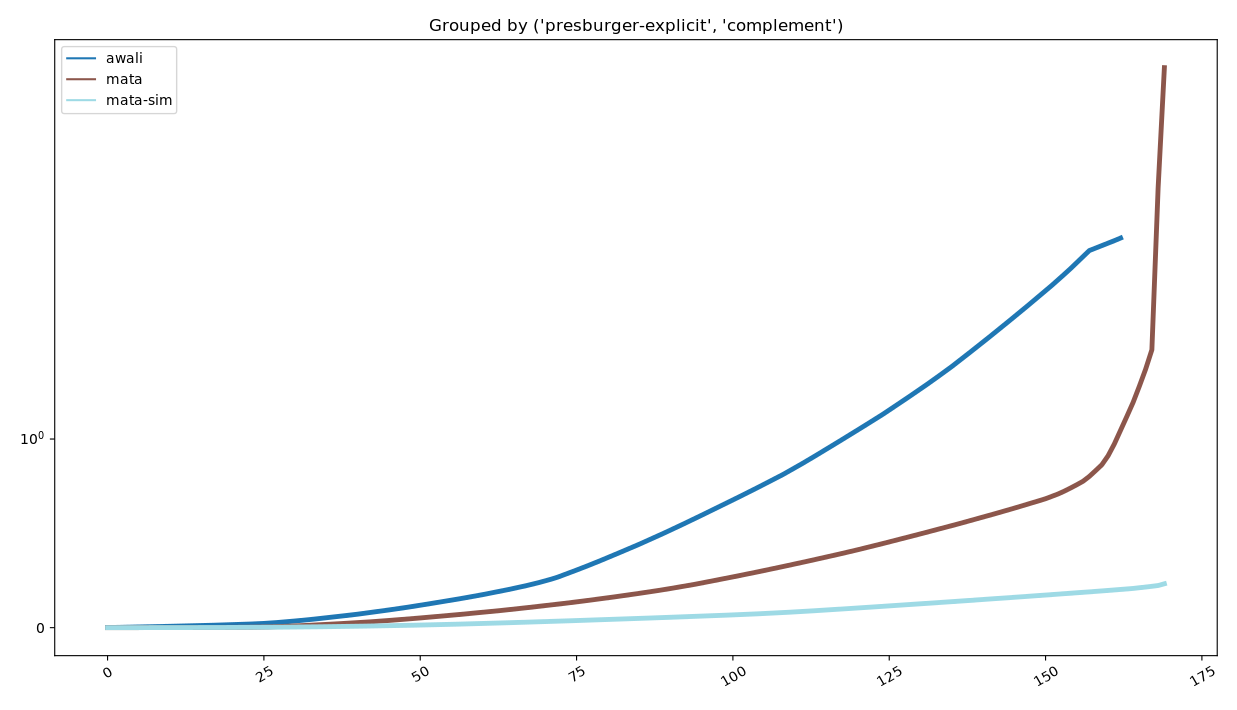 Grouped by ('presburger-explicit', 'complement')
awali
mata
mata-sim
10⁰
0
0
25
50
75
100
125
150
175